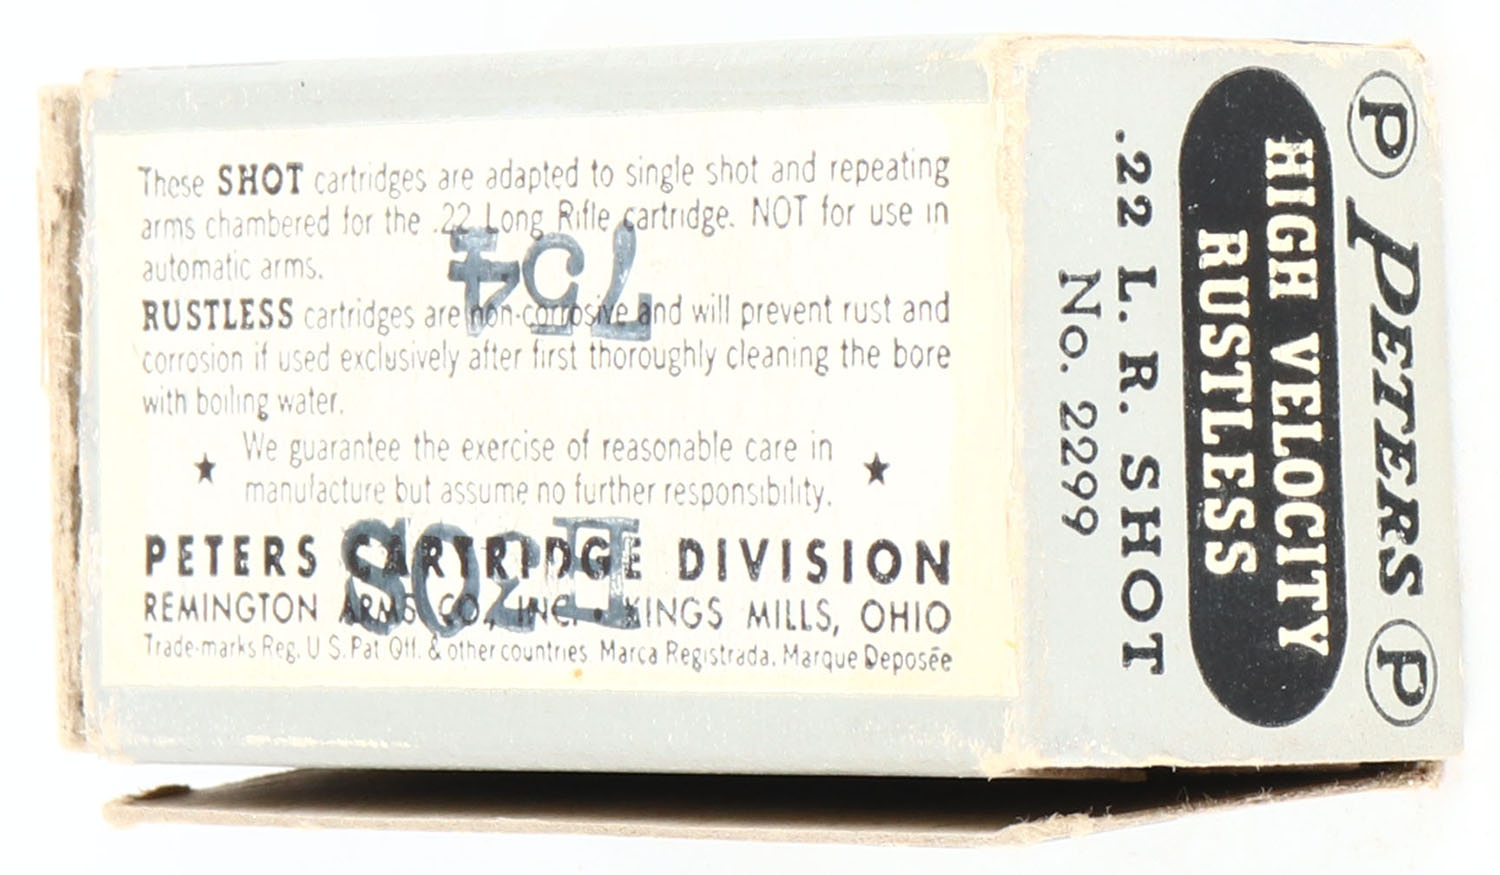 These SHOT cartridges are adapted to single shot and repeating
arms chambered for the .22 Long Rifle cartridge. NOT for use in
automatic arms.
RUSTLESS cartridges are non-corrosive and will prevent rust and
corrosion if used exclusively after first thoroughly cleaning the bore
with boiling water.
We guarantee the exercise of reasonable care in
manufacture but assume no further responsibility.
PETERS CARTRIDGE DIVISION
REMINGTON ARMS CO., INC. • KINGS MILLS, OHIO
Trade-marks Reg. U. S. Pat. Off. & other countries. Marca Registrada. Marque Deposée
754
P PETERS P
HIGH VELOCITY
RUSTLESS
.22 L. R. SHOT
No. 2299